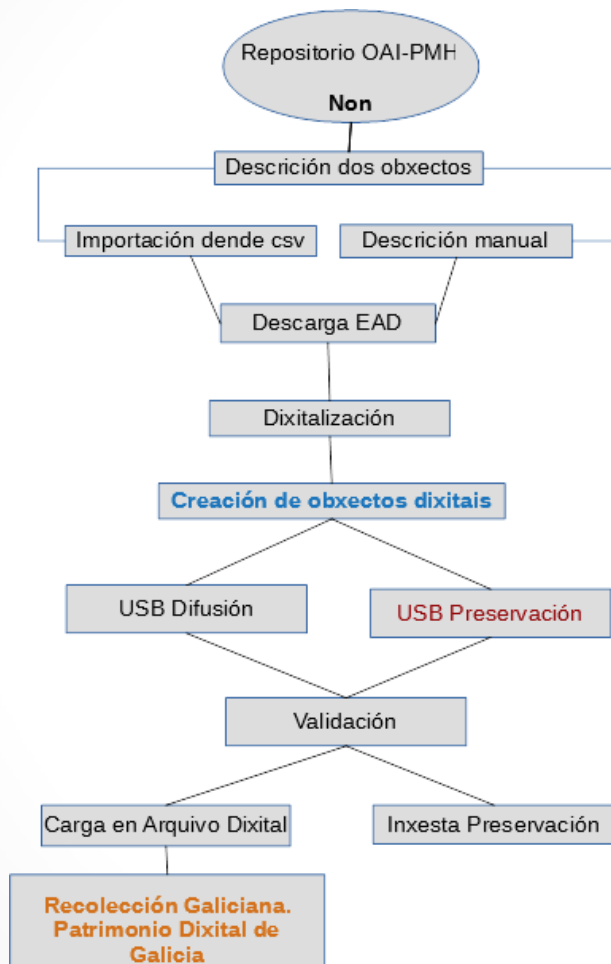 Repositorio OAI-PMH
Non
Descrición dos obxectos
Importación dende csv
Descrición manual
Descarga EAD
Dixitalización
Creación de obxectos dixitais
USB Difusión
USB Preservación
Validación
Carga en Arquivo Dixital
Inxesta Preservación
Recolección Galiciana.
Patrimonio Dixital de
Galicia